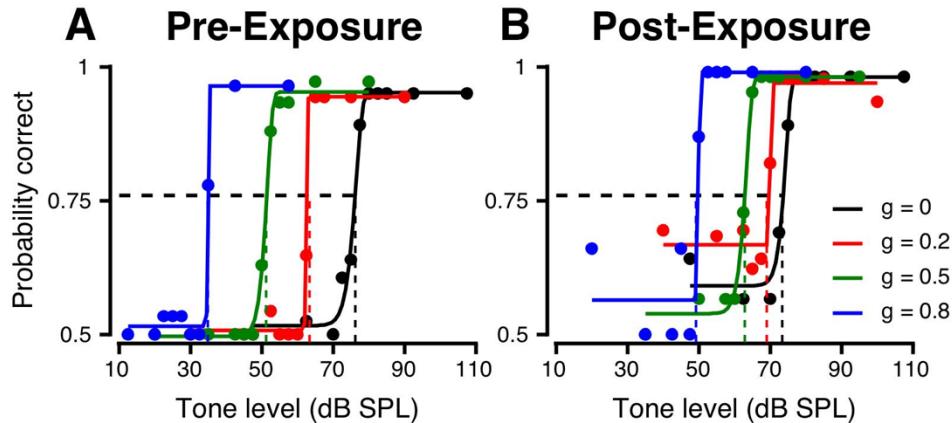 A Pre-Exposure
B Post-Exposure
Probability correct
1
0.75
0.5
10 30 50 70 90 110
Tone level (dB SPL)
1
0.75
0.5
10 30 50 70 90 110
Tone level (dB SPL)
g = 0
g = 0.2
g = 0.5
g = 0.8